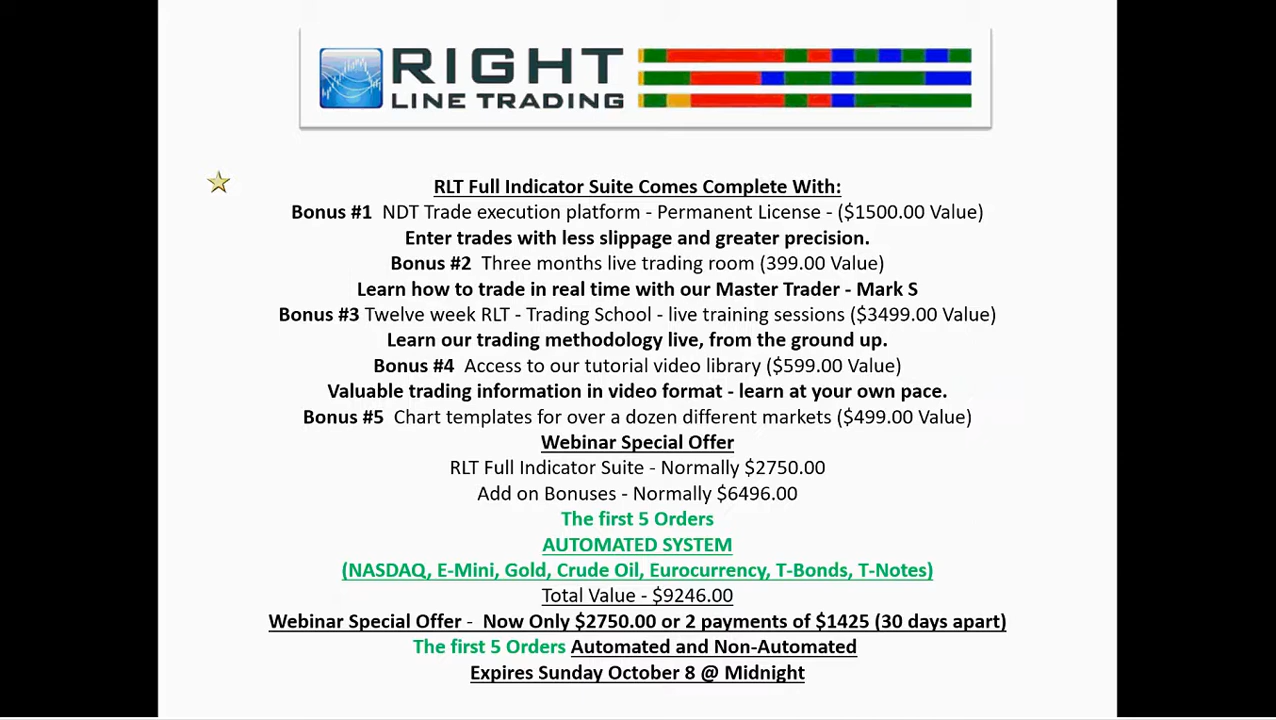 RIGHT
LINE TRADING
RLT Full Indicator Suite Comes Complete With:
Bonus #1 NDT Trade execution platform - Permanent License - ($1500.00 Value)
Enter trades with less slippage and greater precision.
Bonus #2 Three months live trading room (399.00 Value)
Learn how to trade in real time with our Master Trader - Mark S
Bonus #3 Twelve week RLT - Trading School - live training sessions ($3499.00 Value)
Learn our trading methodology live, from the ground up.
Bonus #4 Access to our tutorial video library ($599.00 Value)
Valuable trading information in video format - learn at your own pace.
Bonus #5 Chart templates for over a dozen different markets ($499.00 Value)
Webinar Special Offer
RLT Full Indicator Suite - Normally $2750.00
Add on Bonuses - Normally $6496.00
The first 5 Orders
AUTOMATED SYSTEM
(NASDAQ, E-Mini, Gold, Crude Oil, Eurocurrency, T-Bonds, T-Notes)
Total Value - $9246.00
Webinar Special Offer - Now Only $2750.00 or 2 payments of $1425 (30 days apart)
The first 5 Orders Automated and Non-Automated
Expires Sunday October 8 @ Midnight